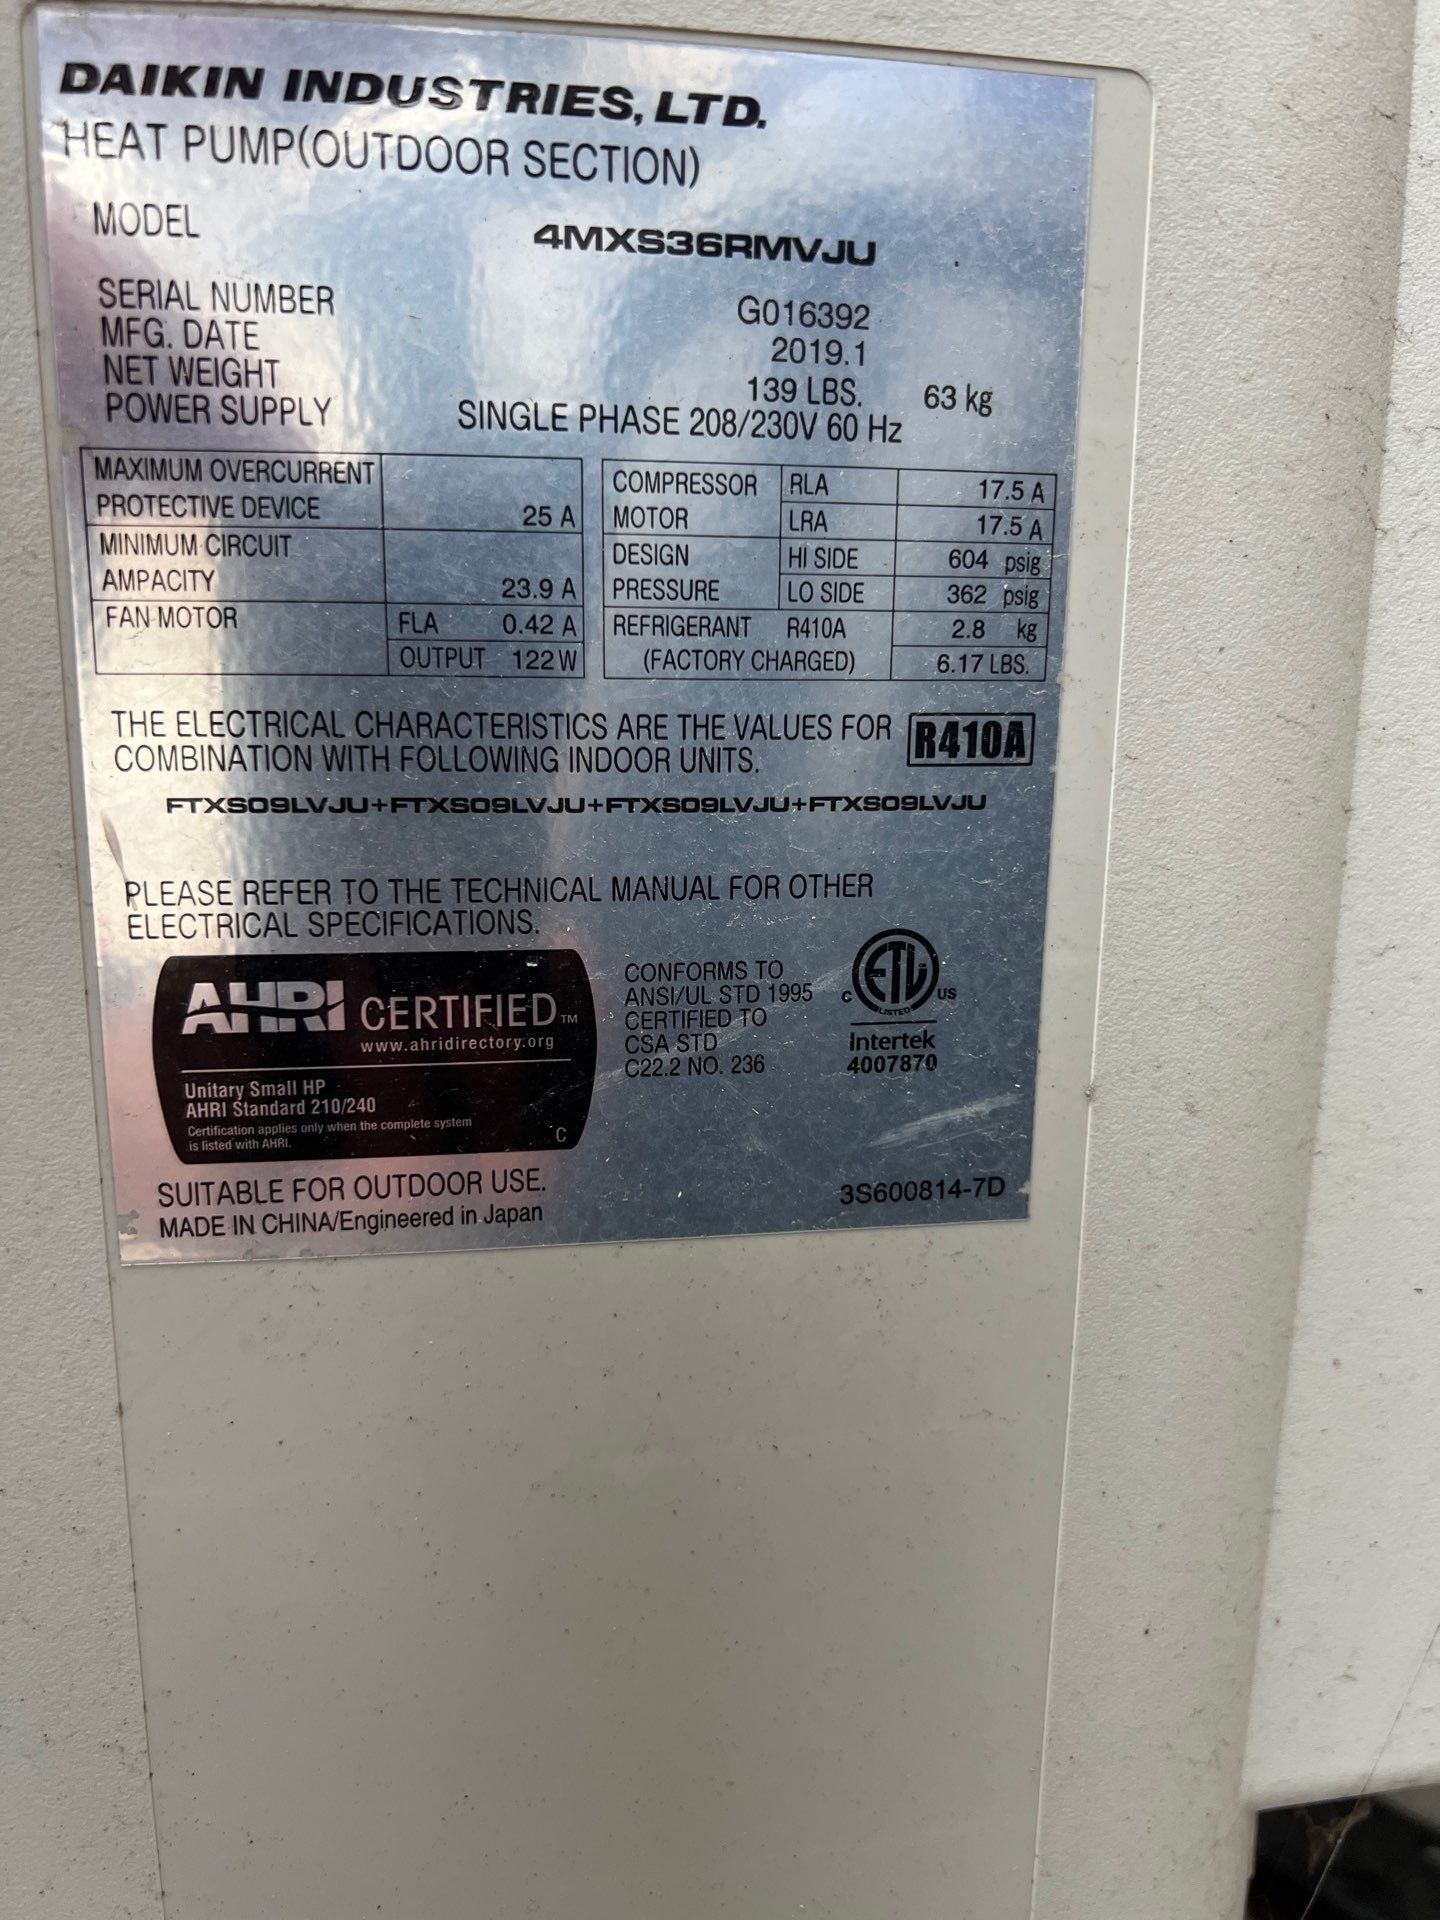 DAIKIN INDUSTRIES, LTD.
HEAT PUMP(OUTDOOR SECTION)
MODEL 4MXS36RMVJU
SERIAL NUMBER G016392
MFG. DATE 2019.1
NET WEIGHT 139 LBS. 63 kg
POWER SUPPLY SINGLE PHASE 208/230V 60 Hz
MAXIMUM OVERCURRENT
PROTECTIVE DEVICE 25 A
MINIMUM CIRCUIT
AMPACITY 23.9 A
FAN MOTOR FLA 0.42 A
OUTPUT 122 W
COMPRESSOR RLA 17.5 A
MOTOR LRA 17.5 A
DESIGN HI SIDE 604 psig
PRESSURE LO SIDE 362 psig
REFRIGERANT R410A 2.8 kg
(FACTORY CHARGED) 6.17 LBS.
THE ELECTRICAL CHARACTERISTICS ARE THE VALUES FOR
COMBINATION WITH FOLLOWING INDOOR UNITS.
R410A
FTXS09LVJU+FTXS09LVJU+FTXS09LVJU+FTXS09LVJU
PLEASE REFER TO THE TECHNICAL MANUAL FOR OTHER
ELECTRICAL SPECIFICATIONS.
AHRI CERTIFIED™
www.ahridirectory.org
Unitary Small HP
AHRI Standard 210/240
Certification applies only when the complete system
is listed with AHRI.
C
CONFORMS TO
ANSI/UL STD 1995
CERTIFIED TO
CSA STD
C22.2 NO. 236
C ETL US
LISTED
Intertek
4007870
SUITABLE FOR OUTDOOR USE.
MADE IN CHINA/Engineered in Japan
3S600814-7D